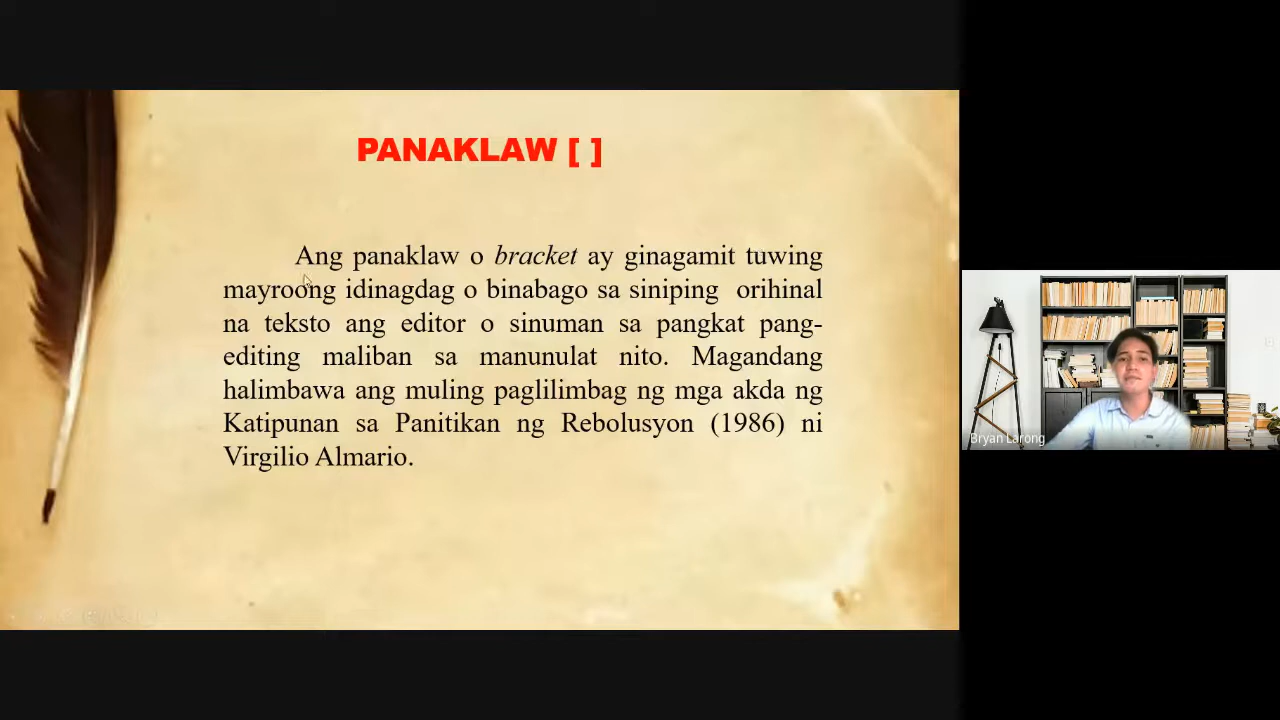 PANAKLAW [ ]
Ang panaklaw o bracket ay ginagamit tuwing
mayroong idinagdag o binabago sa siniping orihinal
na teksto ang editor o sinuman sa pangkat pang-
editing maliban sa manunulat nito. Magandang
halimbawa ang muling paglilimbag ng mga akda ng
Katipunan sa Panitikan ng Rebolusyon (1986) ni
Virgilio Almario.
Bryan Larong